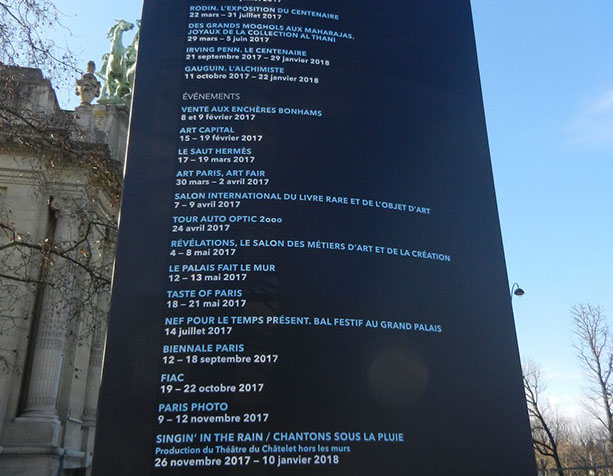 RODIN. L'EXPOSITION DU CENTENAIRE
22 mars – 31 juillet 2017
DES GRANDS MOGHOLS AUX MAHARAJAS,
JOYAUX DE LA COLLECTION AL THANI
29 mars – 5 juin 2017
IRVING PENN. LE CENTENAIRE
21 septembre 2017 – 29 janvier 2018
GAUGUIN. L'ALCHIMISTE
11 octobre 2017 – 22 janvier 2018
ÉVÉNEMENTS
VENTE AUX ENCHÈRES BONHAMS
8 et 9 février 2017
ART CAPITAL
15 – 19 février 2017
LE SAUT HERMÈS
17 – 19 mars 2017
ART PARIS, ART FAIR
30 mars – 2 avril 2017
SALON INTERNATIONAL DU LIVRE RARE ET DE L'OBJET D'ART
7 – 9 avril 2017
TOUR AUTO OPTIC 2000
24 avril 2017
RÉVÉLATIONS, LE SALON DES MÉTIERS D'ART ET DE LA CRÉATION
4 – 8 mai 2017
LE PALAIS FAIT LE MUR
12 – 13 mai 2017
TASTE OF PARIS
18 – 21 mai 2017
NEF POUR LE TEMPS PRÉSENT. BAL FESTIF AU GRAND PALAIS
14 juillet 2017
BIENNALE PARIS
12 – 18 septembre 2017
FIAC
19 – 22 octobre 2017
PARIS PHOTO
9 – 12 novembre 2017
SINGIN' IN THE RAIN / CHANTONS SOUS LA PLUIE
Production du Théâtre du Châtelet hors les murs
26 novembre 2017 – 10 janvier 2018